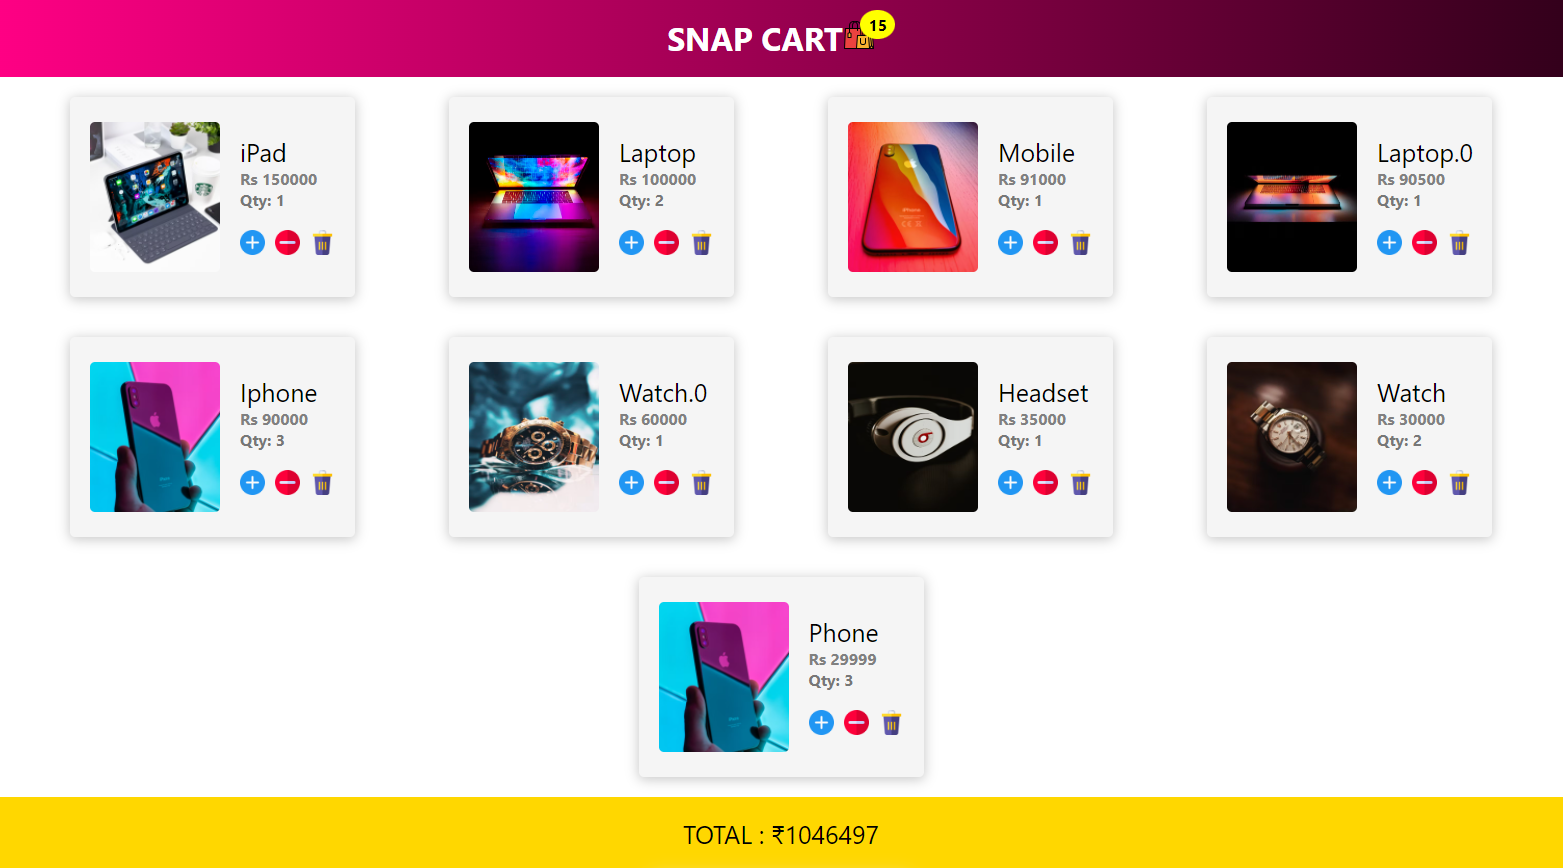 SNAP CART
15
iPad
Rs 150000
Qty: 1
Laptop
Rs 100000
Qty: 2
Mobile
Rs 91000
Qty: 1
Laptop.0
Rs 90500
Qty: 1
Iphone
Rs 90000
Qty: 3
Watch.0
Rs 60000
Qty: 1
Headset
Rs 35000
Qty: 1
Watch
Rs 30000
Qty: 2
Phone
Rs 29999
Qty: 3
TOTAL : ₹1046497